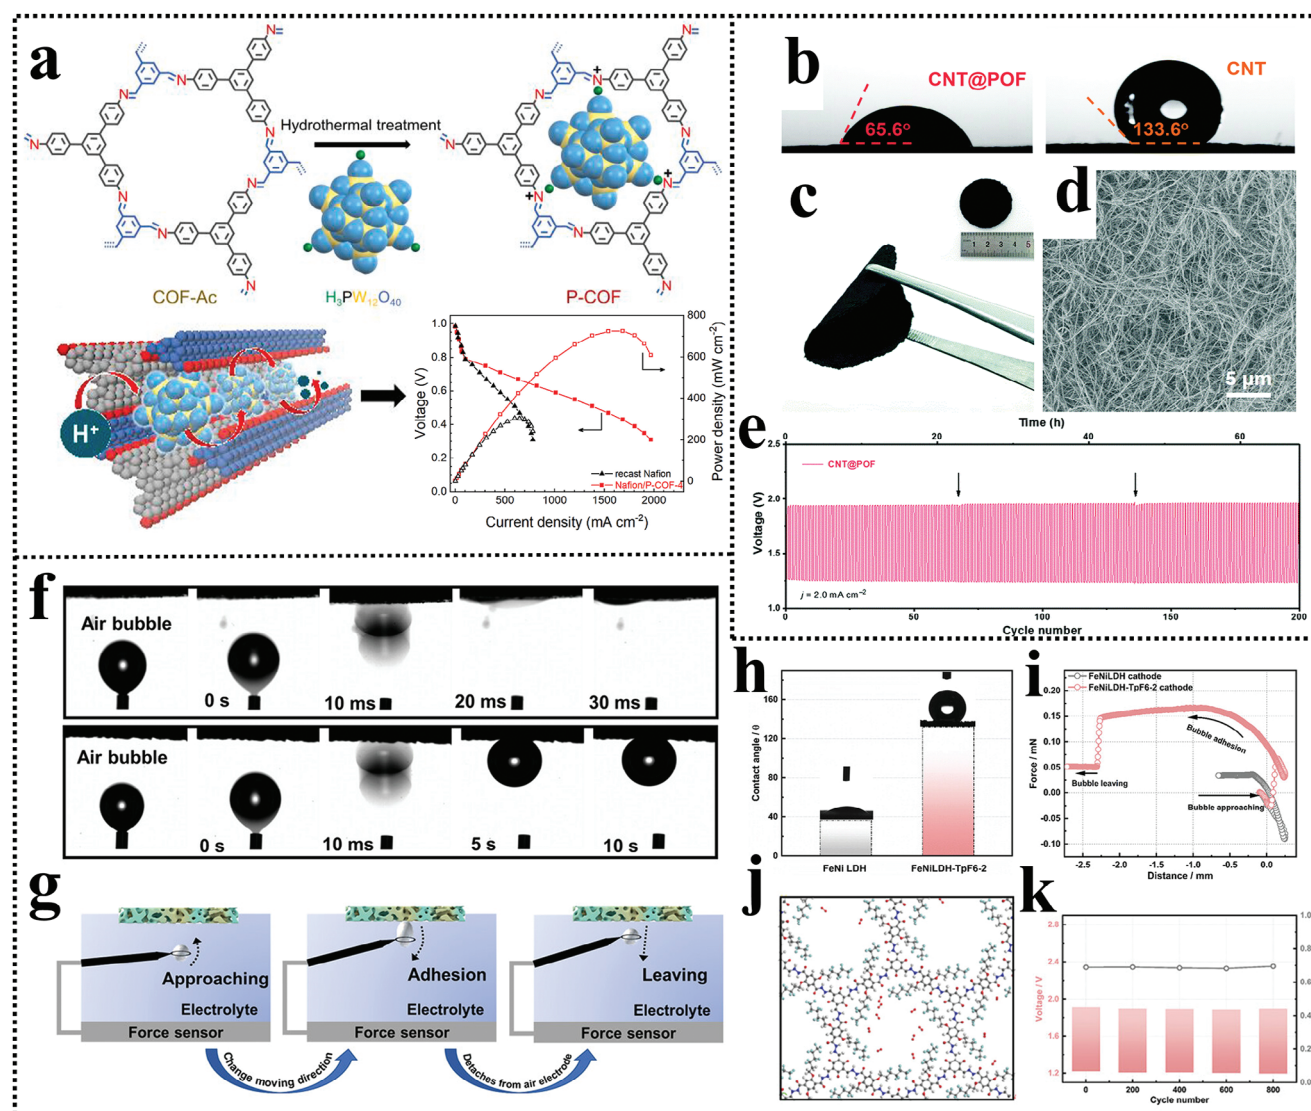 a
N=
N
N
N
N
N
N
N
N
N
Hydrothermal treatment
COF-Ac
H₃PW₁₂O₄₀
N=
N
+
N
N
N
+
N
+
N
N
N
P-COF
H⁺
1.0
0.8
0.6
0.4
0.2
0.0
Voltage (V)
800
600
400
200
0
Power density (mW cm⁻²)
recast Nafion
Nafion/P-COF-4
0 500 1000 1500 2000
Current density (mA cm⁻²)
b
CNT@POF
65.6°
CNT
133.6°
c
1 2 3 4 5
d
5 µm
e
Time (h)
0 20 40 60
2.5
2.0
1.5
1.0
Voltage (V)
CNT@POF
j = 2.0 mA cm⁻²
0 50 100 150 200
Cycle number
f
Air bubble
0 s
10 ms
20 ms
30 ms
Air bubble
0 s
10 ms
5 s
10 s
g
Approaching
Electrolyte
Force sensor
Adhesion
Electrolyte
Force sensor
Leaving
Electrolyte
Force sensor
Change moving direction
Detaches from air electrode
h
160
120
80
40
0
Contact angle / θ
FeNi LDH
FeNiLDH-TpF6-2
i
FeNiLDH cathode
FeNiLDH-TpF6-2 cathode
0.20
0.15
0.10
0.05
0.00
-0.05
-0.10
Force / mN
Bubble adhesion
Bubble leaving
Bubble approaching
-2.5 -2.0 -1.5 -1.0 -0.5 0.0
Distance / mm
j
k
2.8
2.4
2.0
1.6
1.2
Voltage / V
1.0
0.8
0.6
0.4
0.2
0.0
0 200 400 600 800
Cycle number